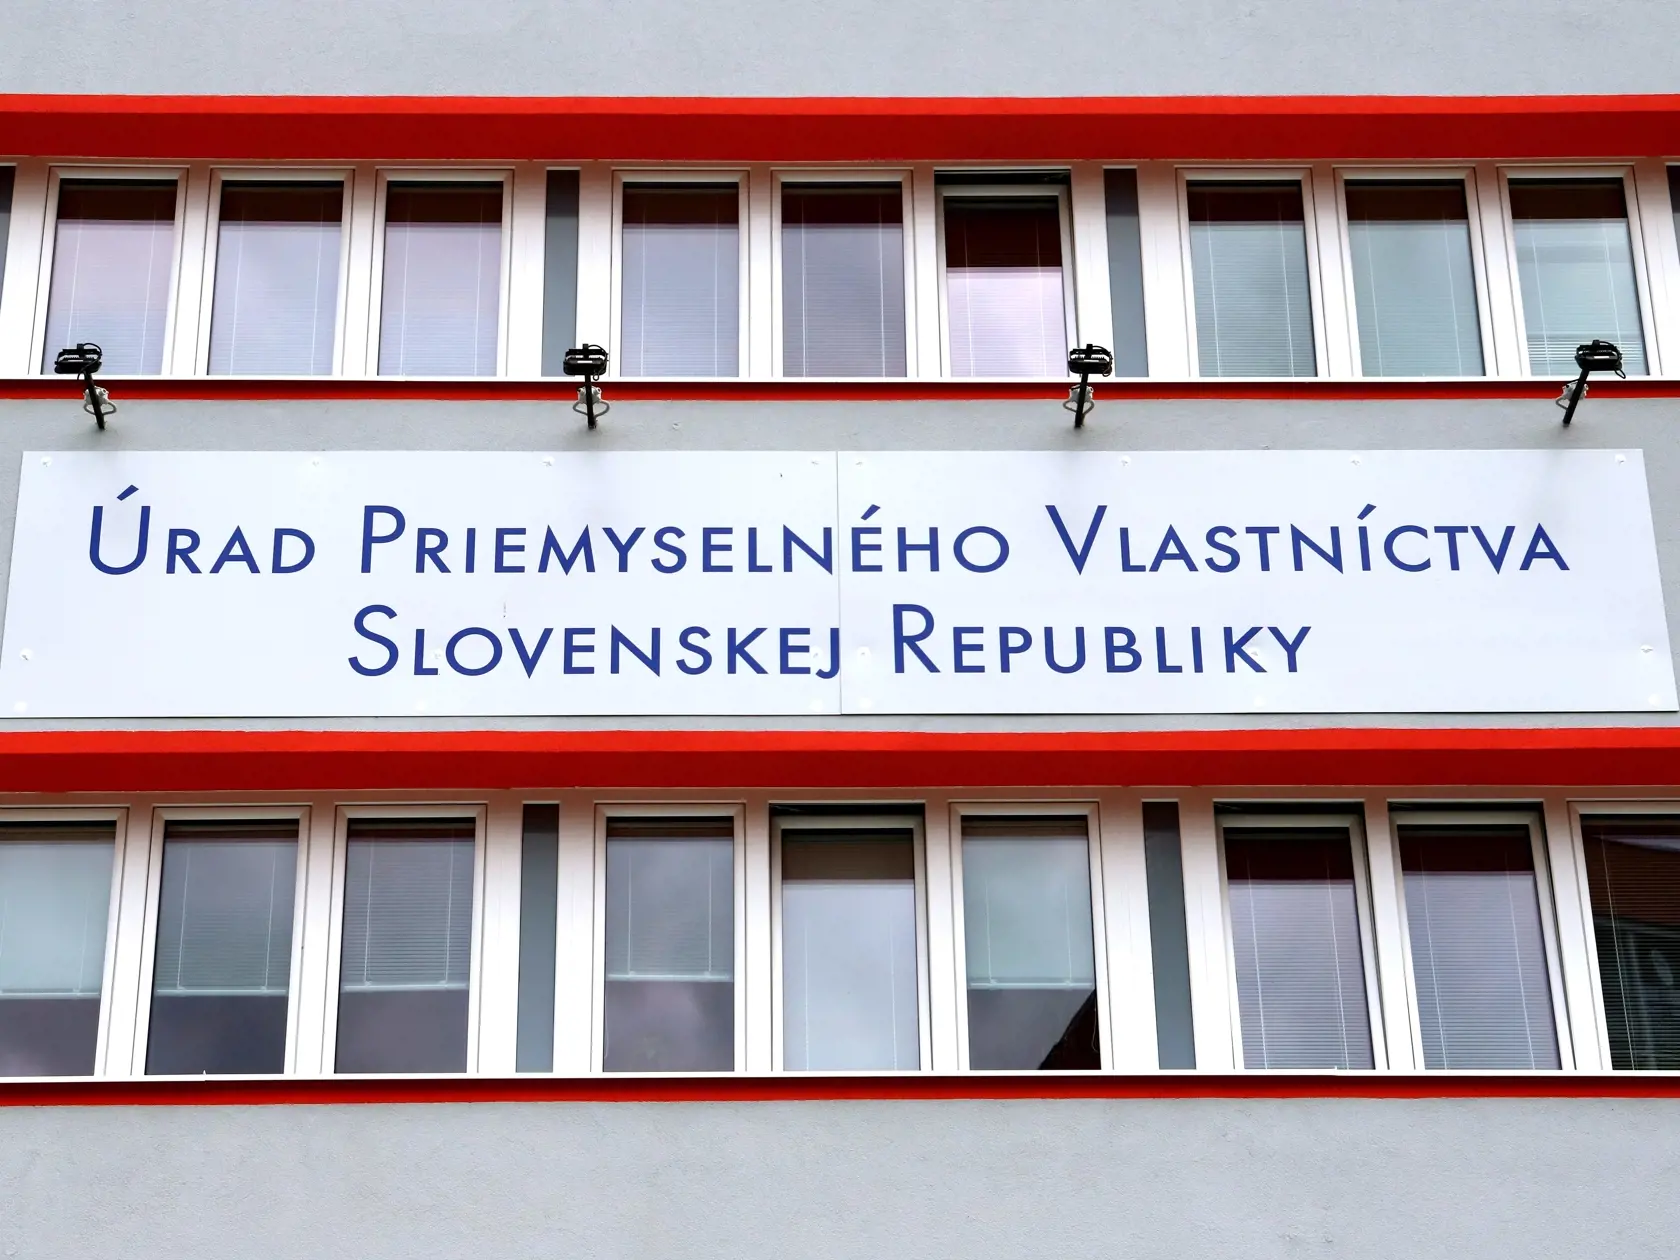 Úrad Priemyselného Vlastníctva
Slovenskej Republiky